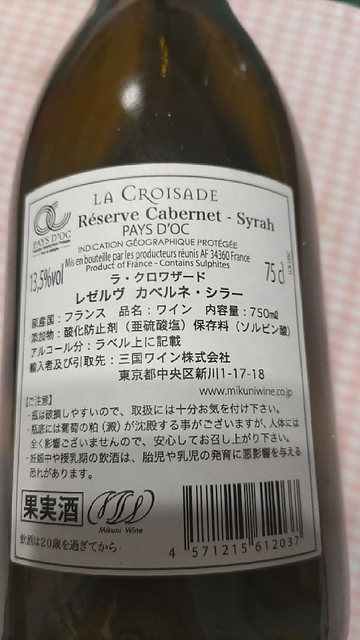 LA CROISADE
Réserve Cabernet - Syrah
PAYS D'OC
PAYS D'OC
INDICATION GÉOGRAPHIQUE PROTÉGÉE
Mis en bouteille par les producteurs réunis AF 34360 France
13,5%vol
Product of France - Contains Sulphites
75 cl
ラ・クロワザード
レゼルヴ カベルネ・シラー
原産国：フランス 品名：ワイン 内容量：750ml
添加物：酸化防止剤（亜硫酸塩）保存料（ソルビン酸）
アルコール分：ラベル上に記載
輸入者及び引取先：三国ワイン株式会社
東京都中央区新川1-17-18
www.mikuniwine.co.jp
【ご注意】
・瓶は破損しやすいので、取扱には十分お気を付け下さい。
・瓶底には葡萄の粕（澱）が沈殿する事がございますが、人体には
全く影響ございませんので、安心してお召し上がり下さい。
・妊娠中や授乳期の飲酒は、胎児や乳児の発育に悪影響を与える
恐れがあります。
果実酒
Mikuni Wine
飲酒は20歳を過ぎてから。
4 571215 612037